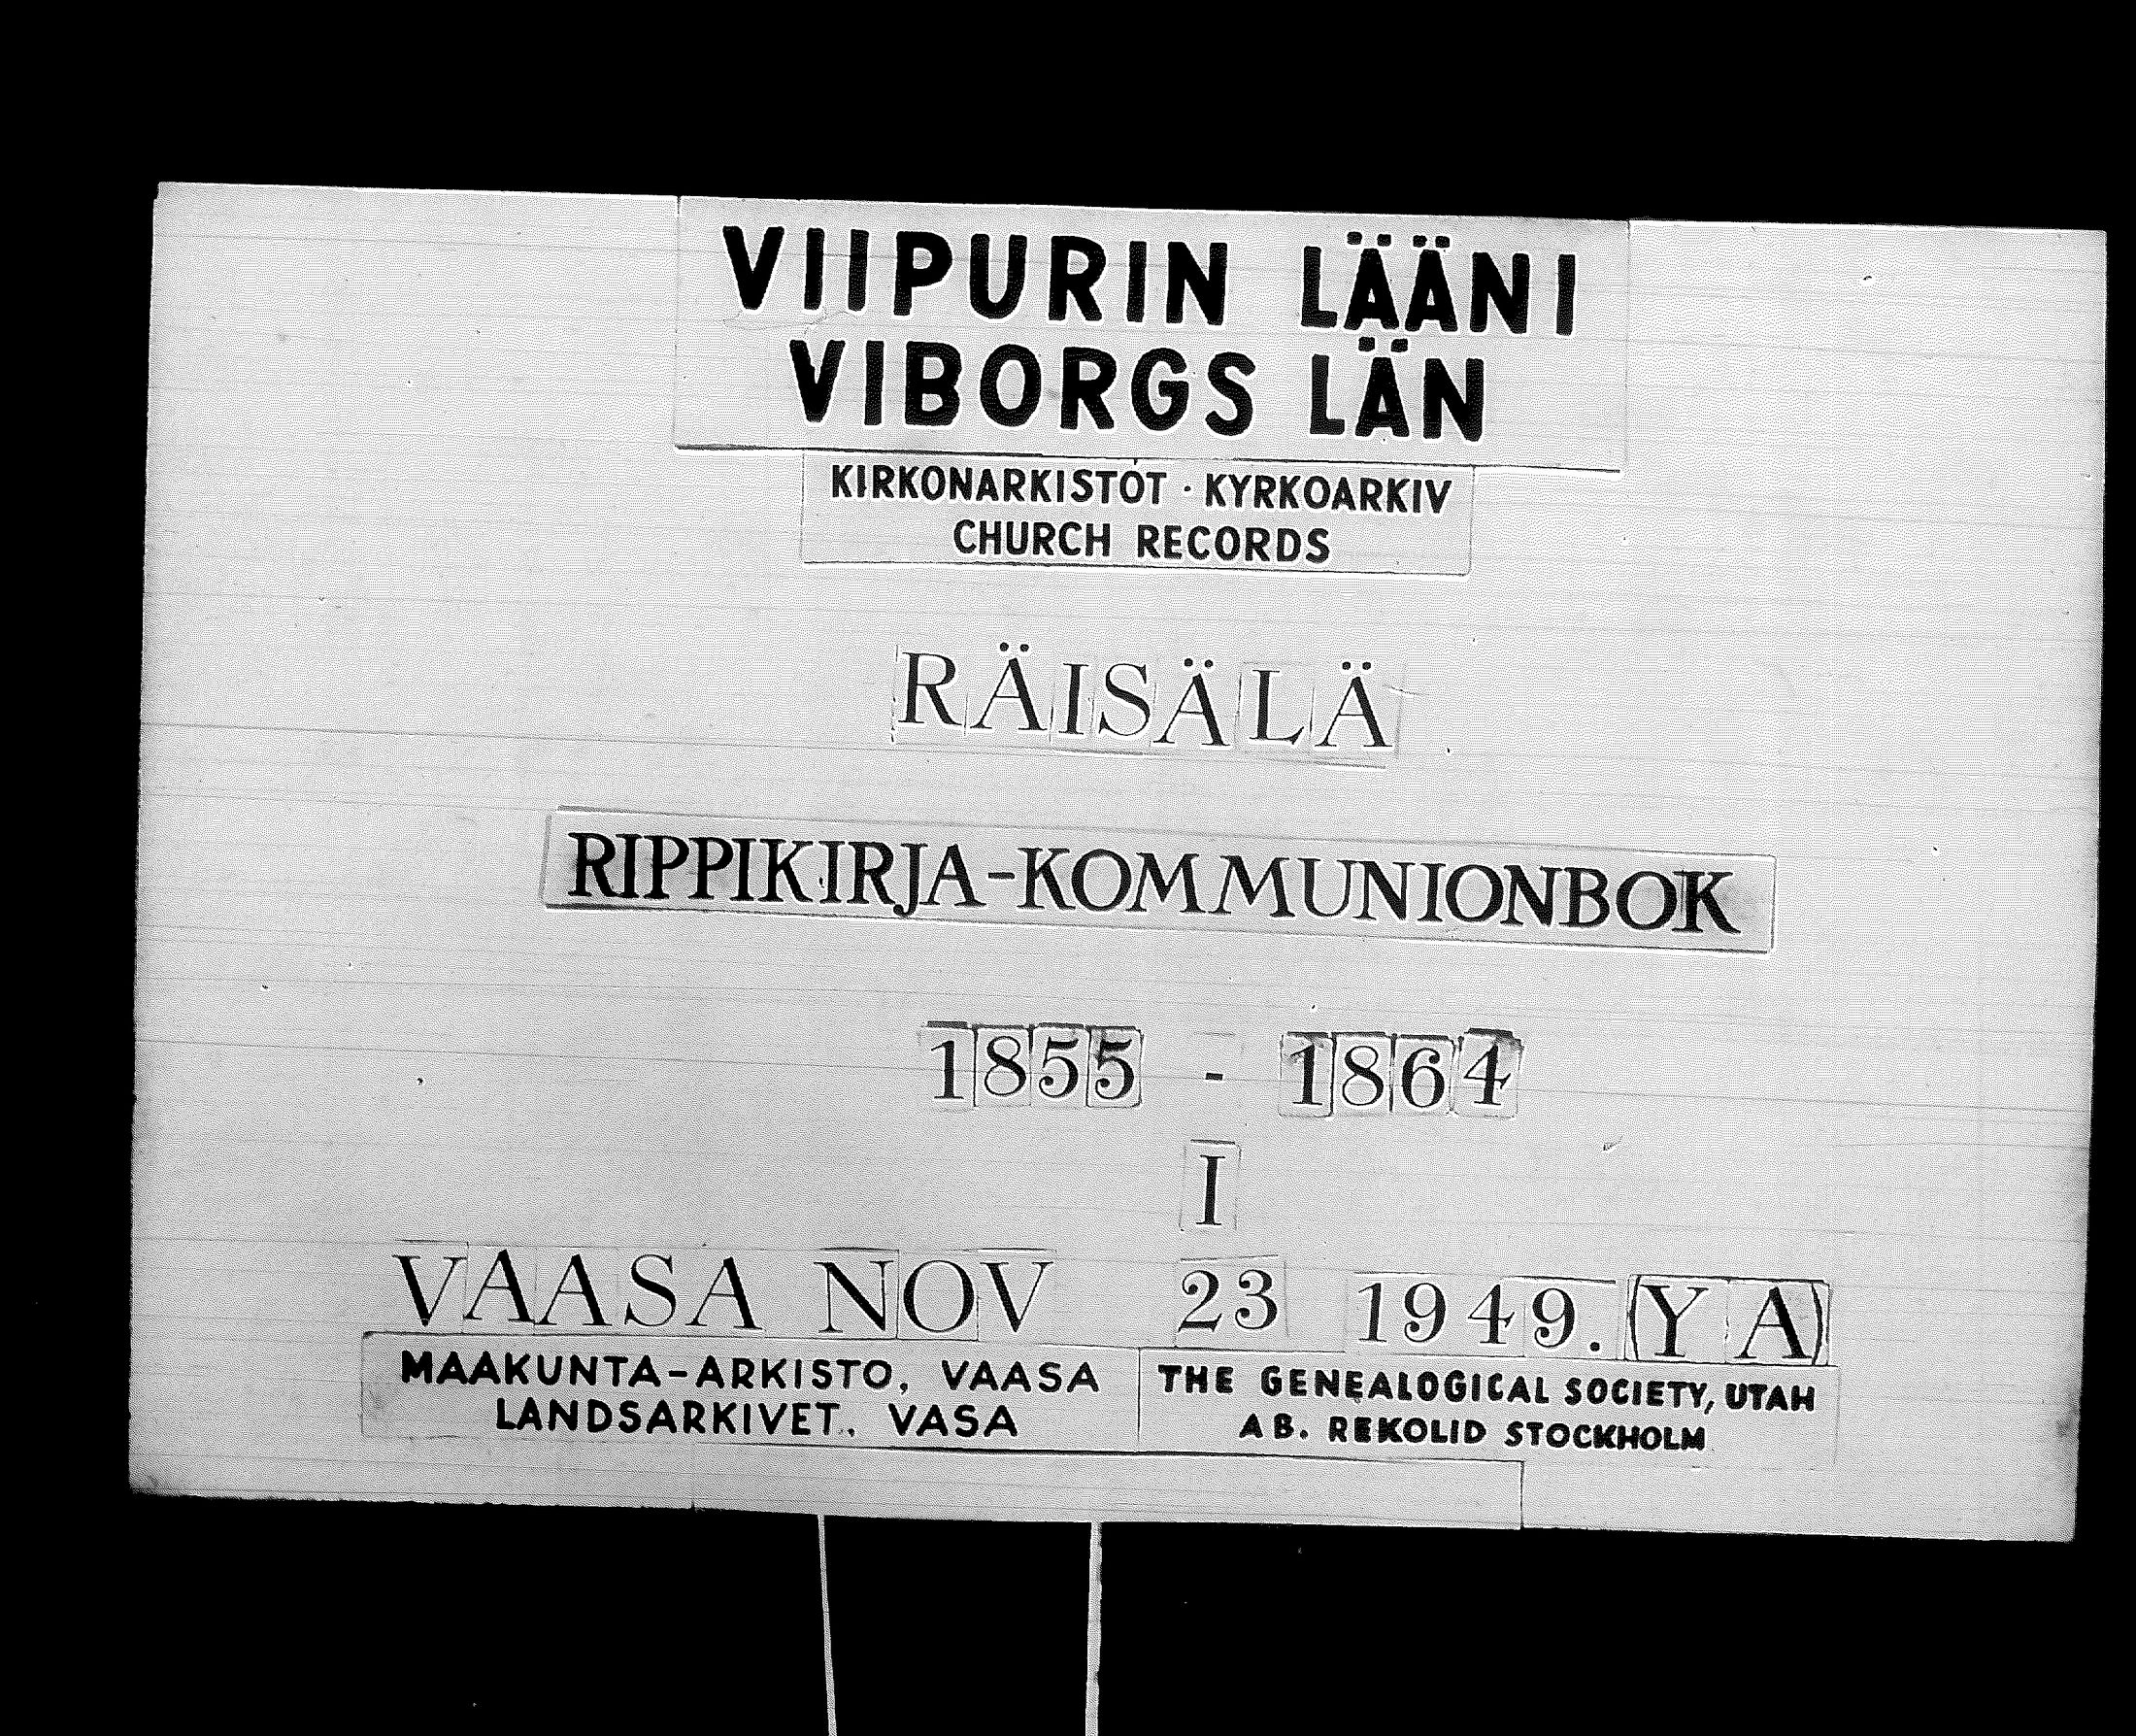 VIIPURIN LÄÄNI
VIBORGS LÄN
KIRKONARKISTOT · KYRKOARKIV
CHURCH RECORDS
RÄISÄLÄ
RIPPIKIRJA-KOMMUNIONBOK
1855 - 1864
I
VAASA NOV 23 1949. (Y A)
MAAKUNTA-ARKISTO, VAASA
LANDSARKIVET, VASA
THE GENEALOGICAL SOCIETY, UTAH
AB. REKOLID STOCKHOLM